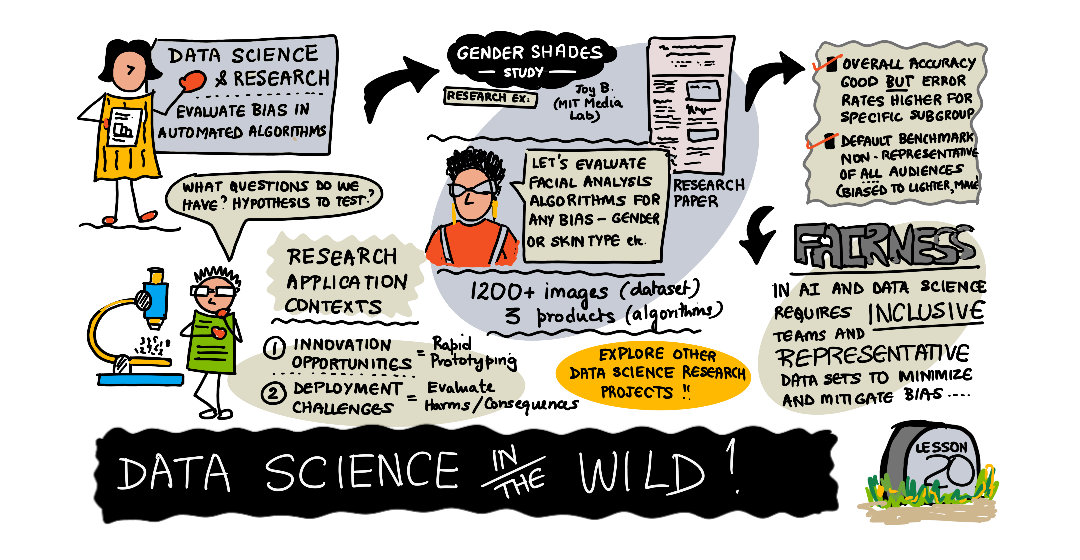 DATA SCIENCE
& RESEARCH
EVALUATE BIAS IN
AUTOMATED ALGORITHMS
WHAT QUESTIONS DO WE
HAVE? HYPOTHESIS TO TEST?
RESEARCH
APPLICATION
CONTEXTS
1 INNOVATION
OPPORTUNITIES = Rapid
Prototyping
2 DEPLOYMENT
CHALLENGES = Evaluate
Harms/Consequences
GENDER SHADES
STUDY
RESEARCH EX:
Joy B.
(MIT Media
Lab)
LET'S EVALUATE
FACIAL ANALYSIS
ALGORITHMS FOR
ANY BIAS - GENDER
OR SKIN TYPE etc.
RESEARCH
PAPER
1200+ images (dataset)
3 products (algorithms)
EXPLORE OTHER
DATA SCIENCE RESEARCH
PROJECTS !!
OVERALL ACCURACY
GOOD BUT ERROR
RATES HIGHER FOR
SPECIFIC SUBGROUP
DEFAULT BENCHMARK
NON-REPRESENTATIVE
OF ALL AUDIENCES
(BIASED TO LIGHTER, MALE)
FAIRNESS
IN AI AND DATA SCIENCE
REQUIRES INCLUSIVE
TEAMS AND
REPRESENTATIVE
DATA SETS TO MINIMIZE
AND MITIGATE BIAS ....
DATA SCIENCE IN THE WILD!
LESSON
20